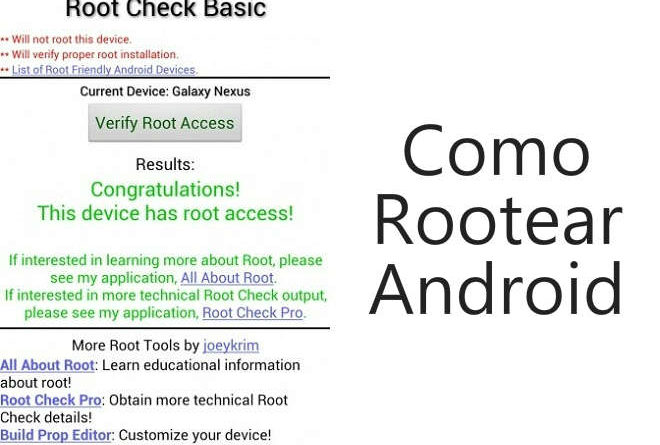 Root Check Basic
** Will not root this device.
** Will verify proper root installation.
** List of Root Friendly Android Devices.
Current Device: Galaxy Nexus
Verify Root Access
Results:
Congratulations!
This device has root access!
If interested in learning more about Root, please
see my application, All About Root.
If interested in more technical Root Check output,
please see my application, Root Check Pro.
More Root Tools by joeykrim
All About Root: Learn educational information
about root!
Root Check Pro: Obtain more technical Root
Check details!
Build Prop Editor: Customize your device!
Como
Rootear
Android